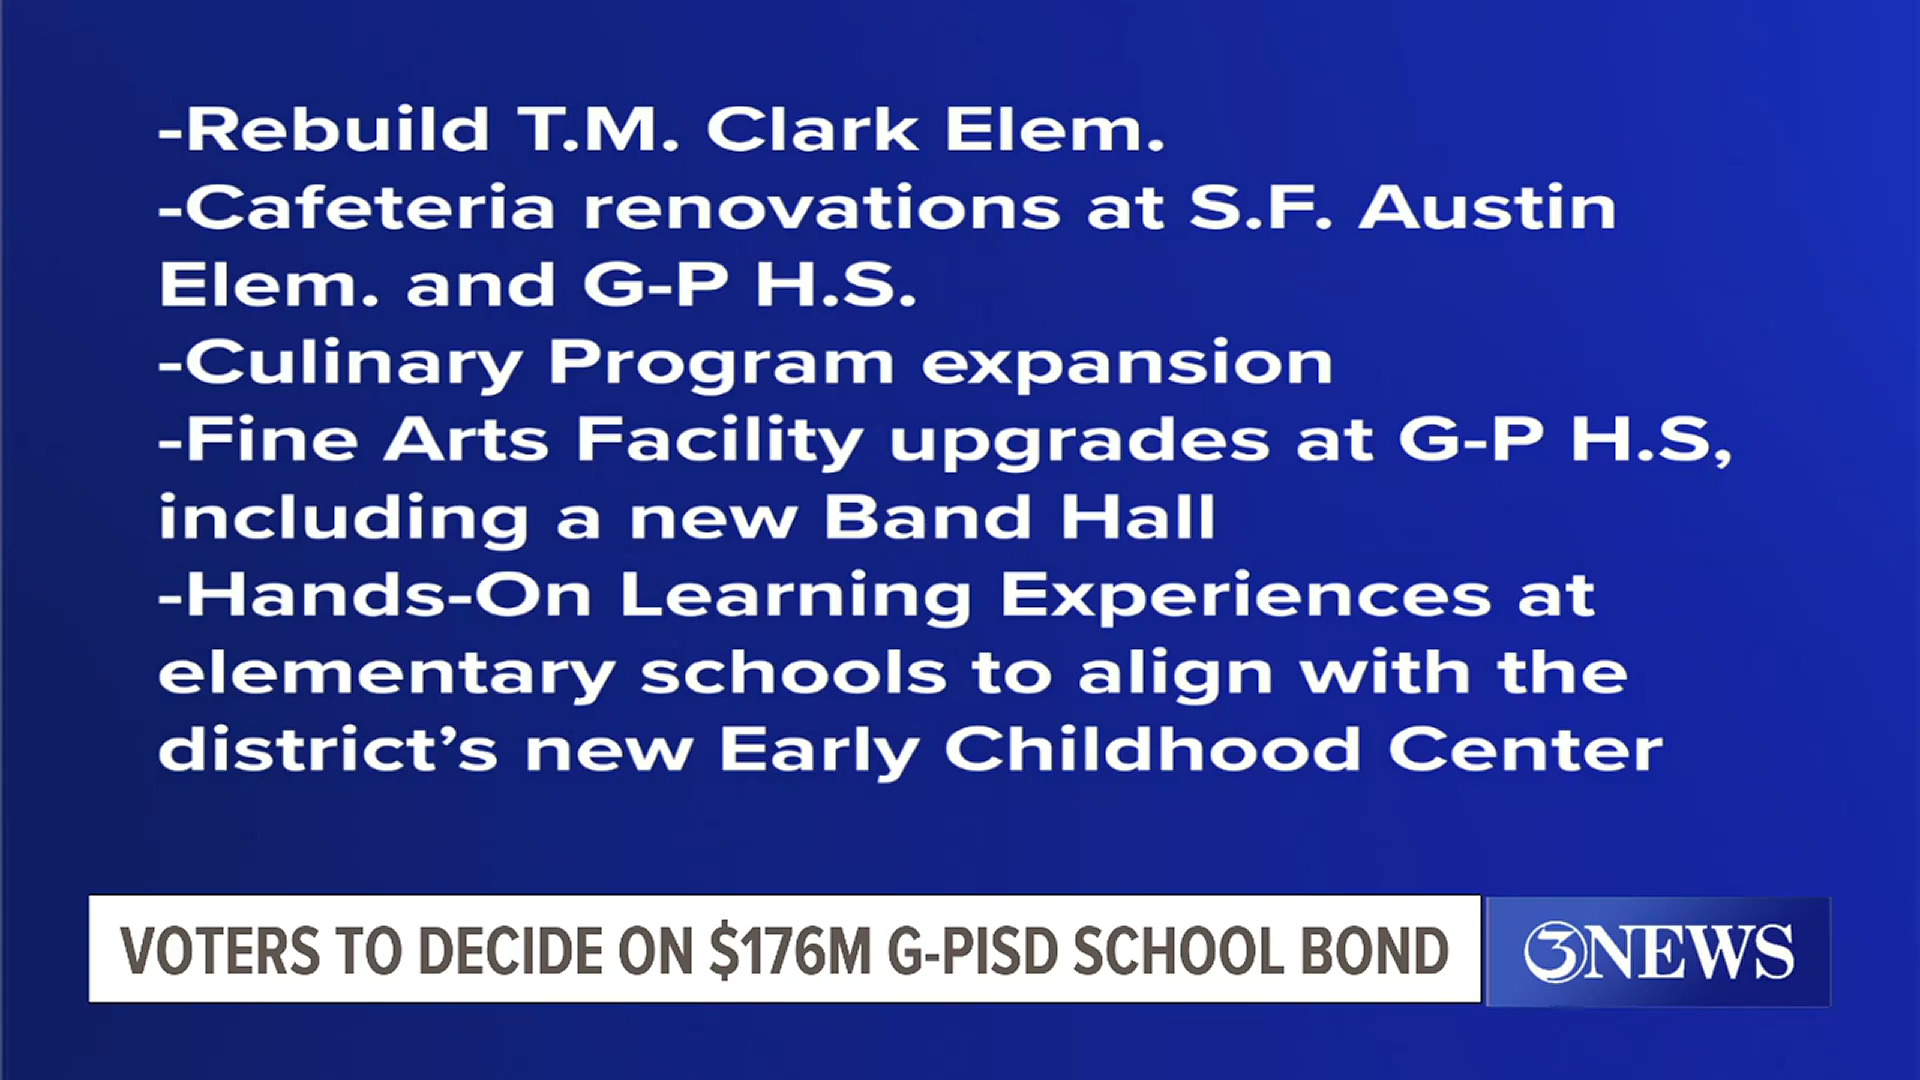 -Rebuild T.M. Clark Elem.
-Cafeteria renovations at S.F. Austin
Elem. and G-P H.S.
-Culinary Program expansion
-Fine Arts Facility upgrades at G-P H.S,
including a new Band Hall
-Hands-On Learning Experiences at
elementary schools to align with the
district’s new Early Childhood Center
VOTERS TO DECIDE ON $176M G-PISD SCHOOL BOND
3NEWS